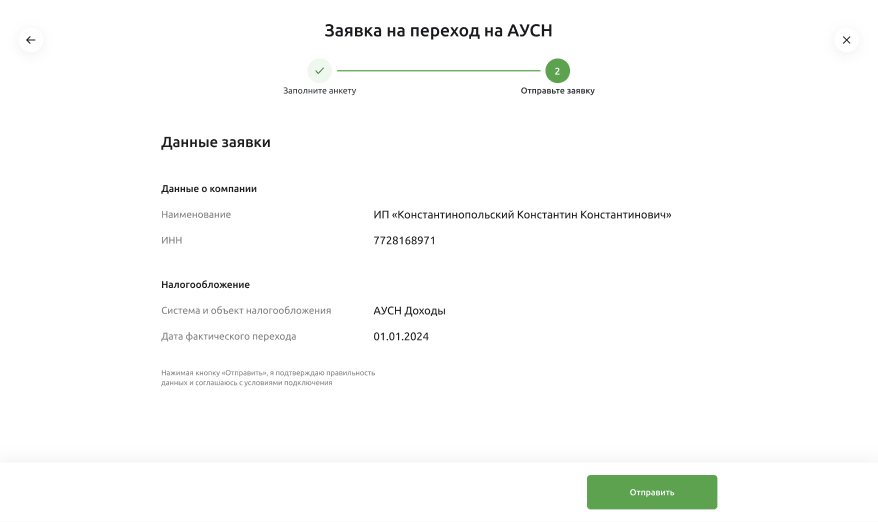 Заявка на переход на АУСН
2
Заполните анкету
Отправьте заявку
Данные заявки
Данные о компании
Наименование ИП «Константинопольский Константин Константинович»
ИНН 7728168971
Налогообложение
Система и объект налогообложения АУСН Доходы
Дата фактического перехода 01.01.2024
Нажимая кнопку «Отправить», я подтверждаю правильность
данных и соглашаюсь с условиями подключения
Отправить